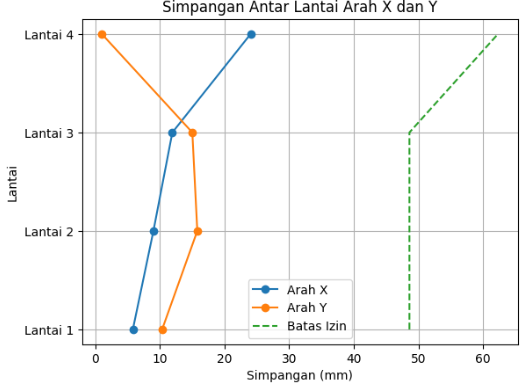 Simpangan Antar Lantai Arah X dan Y
Lantai 4
Lantai 3
Lantai 2
Lantai 1
Lantai
Arah X
Arah Y
Batas Izin
0 10 20 30 40 50 60
Simpangan (mm)